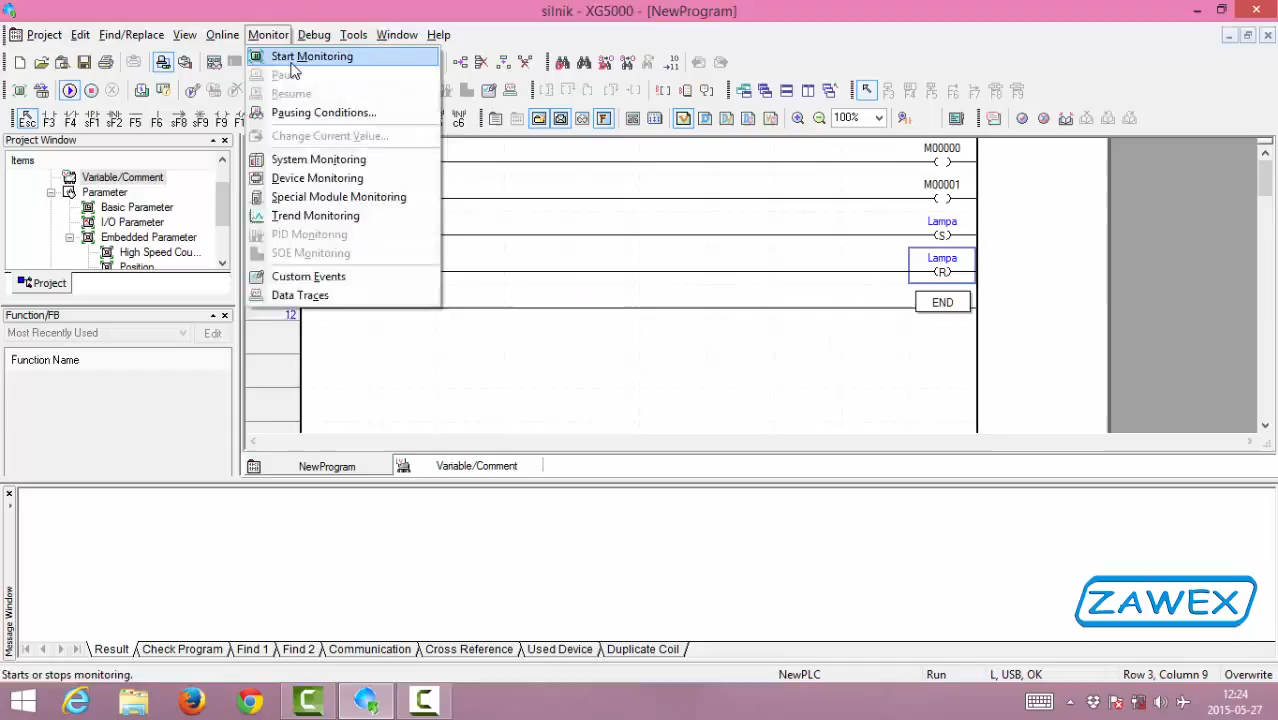 silnik - XG5000 - [NewProgram]
Project Edit Find/Replace View Online Monitor Debug Tools Window Help
Start Monitoring
Resume
Pausing Conditions...
Change Current Value...
System Monitoring
Device Monitoring
Special Module Monitoring
Trend Monitoring
PID Monitoring
SOE Monitoring
Custom Events
Data Traces
100%
Project Window
Items
Variable/Comment
Parameter
Basic Parameter
I/O Parameter
Embedded Parameter
High Speed Cou...
Position
Project
Function/FB
Most Recently Used
Edit
Function Name
M00000
M00001
Lampa
S
Lampa
R
END
12
NewProgram
Variable/Comment
Message Window
ZAWEX
Result Check Program Find 1 Find 2 Communication Cross Reference Used Device Duplicate Coil
Starts or stops monitoring.
NewPLC
Run
L, USB, OK
Row 3, Column 9
Overwrite
12:24
2015-05-27